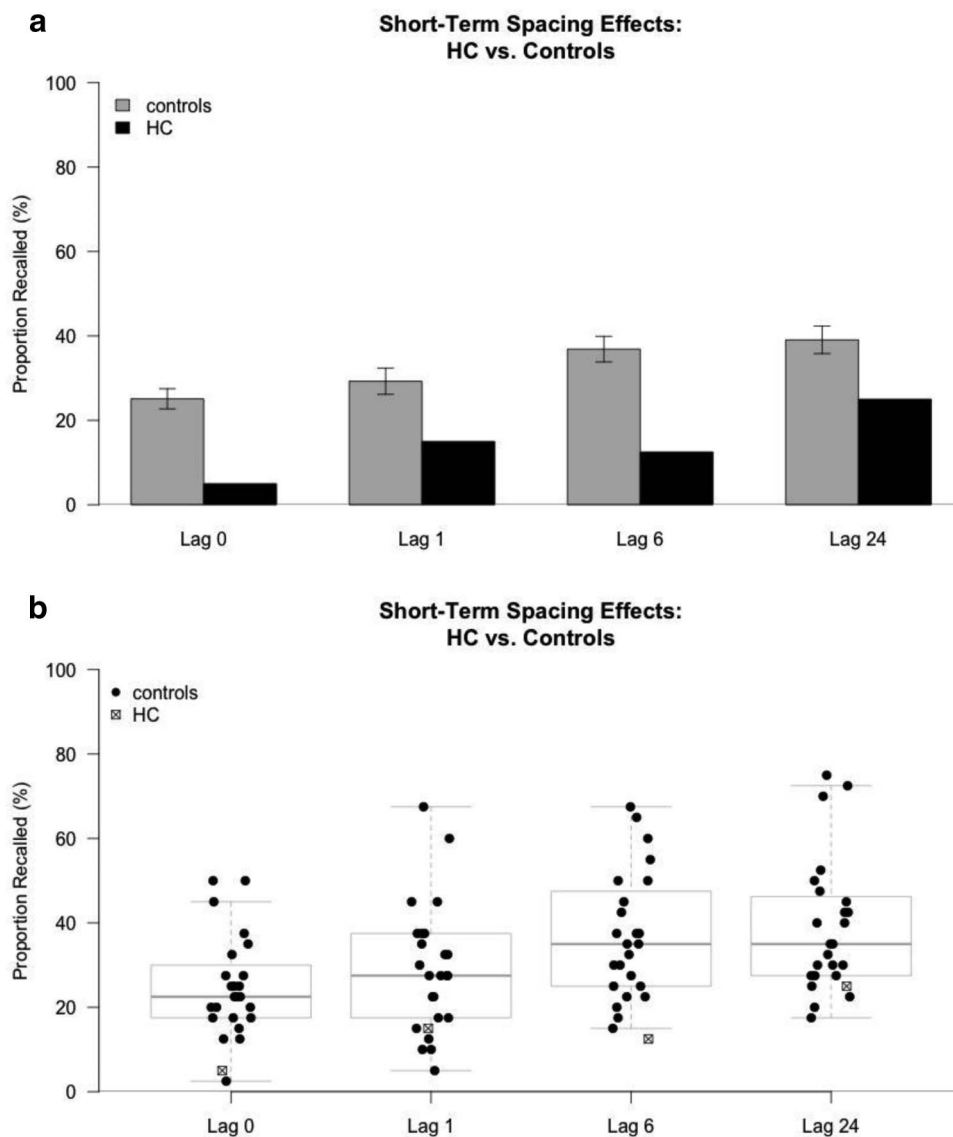 a
Short-Term Spacing Effects:
HC vs. Controls
controls
HC
Proportion Recalled (%)
100
80
60
40
20
0
Lag 0 Lag 1 Lag 6 Lag 24
b
Short-Term Spacing Effects:
HC vs. Controls
controls
HC
Proportion Recalled (%)
100
80
60
40
20
0
Lag 0 Lag 1 Lag 6 Lag 24